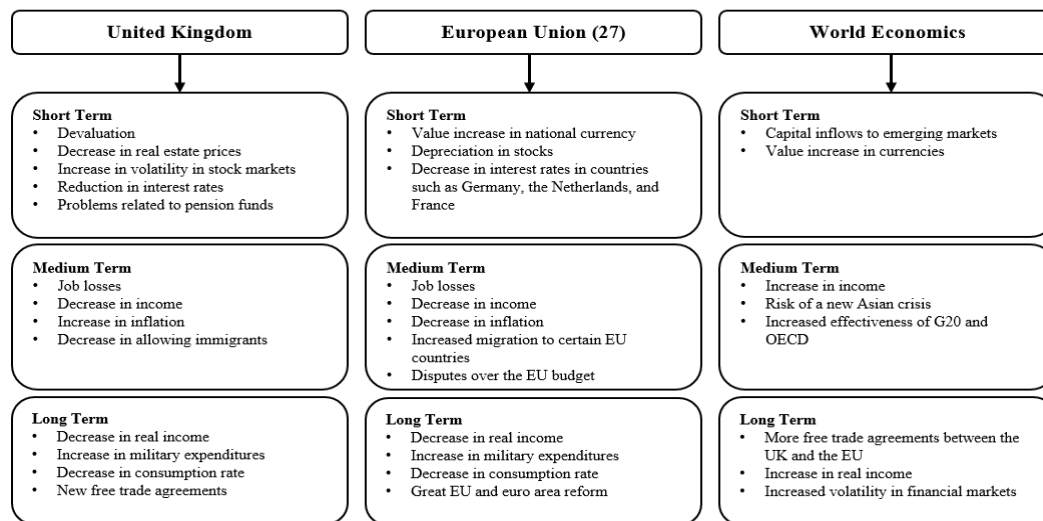 United Kingdom
European Union (27)
World Economics
Short Term
• Devaluation
• Decrease in real estate prices
• Increase in volatility in stock markets
• Reduction in interest rates
• Problems related to pension funds
Short Term
• Value increase in national currency
• Depreciation in stocks
• Decrease in interest rates in countries
such as Germany, the Netherlands, and
France
Short Term
• Capital inflows to emerging markets
• Value increase in currencies
Medium Term
• Job losses
• Decrease in income
• Increase in inflation
• Decrease in allowing immigrants
Medium Term
• Job losses
• Decrease in income
• Decrease in inflation
• Increased migration to certain EU
countries
• Disputes over the EU budget
Medium Term
• Increase in income
• Risk of a new Asian crisis
• Increased effectiveness of G20 and
OECD
Long Term
• Decrease in real income
• Increase in military expenditures
• Decrease in consumption rate
• New free trade agreements
Long Term
• Decrease in real income
• Increase in military expenditures
• Decrease in consumption rate
• Great EU and euro area reform
Long Term
• More free trade agreements between the
UK and the EU
• Increase in real income
• Increased volatility in financial markets